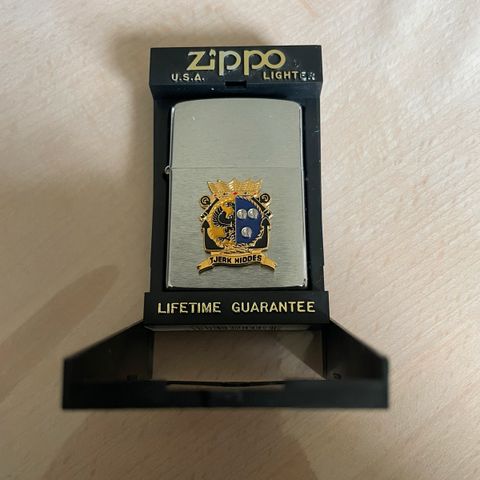 zippo
U.S.A. LIGHTER
TJERK HIDDES
LIFETIME GUARANTEE